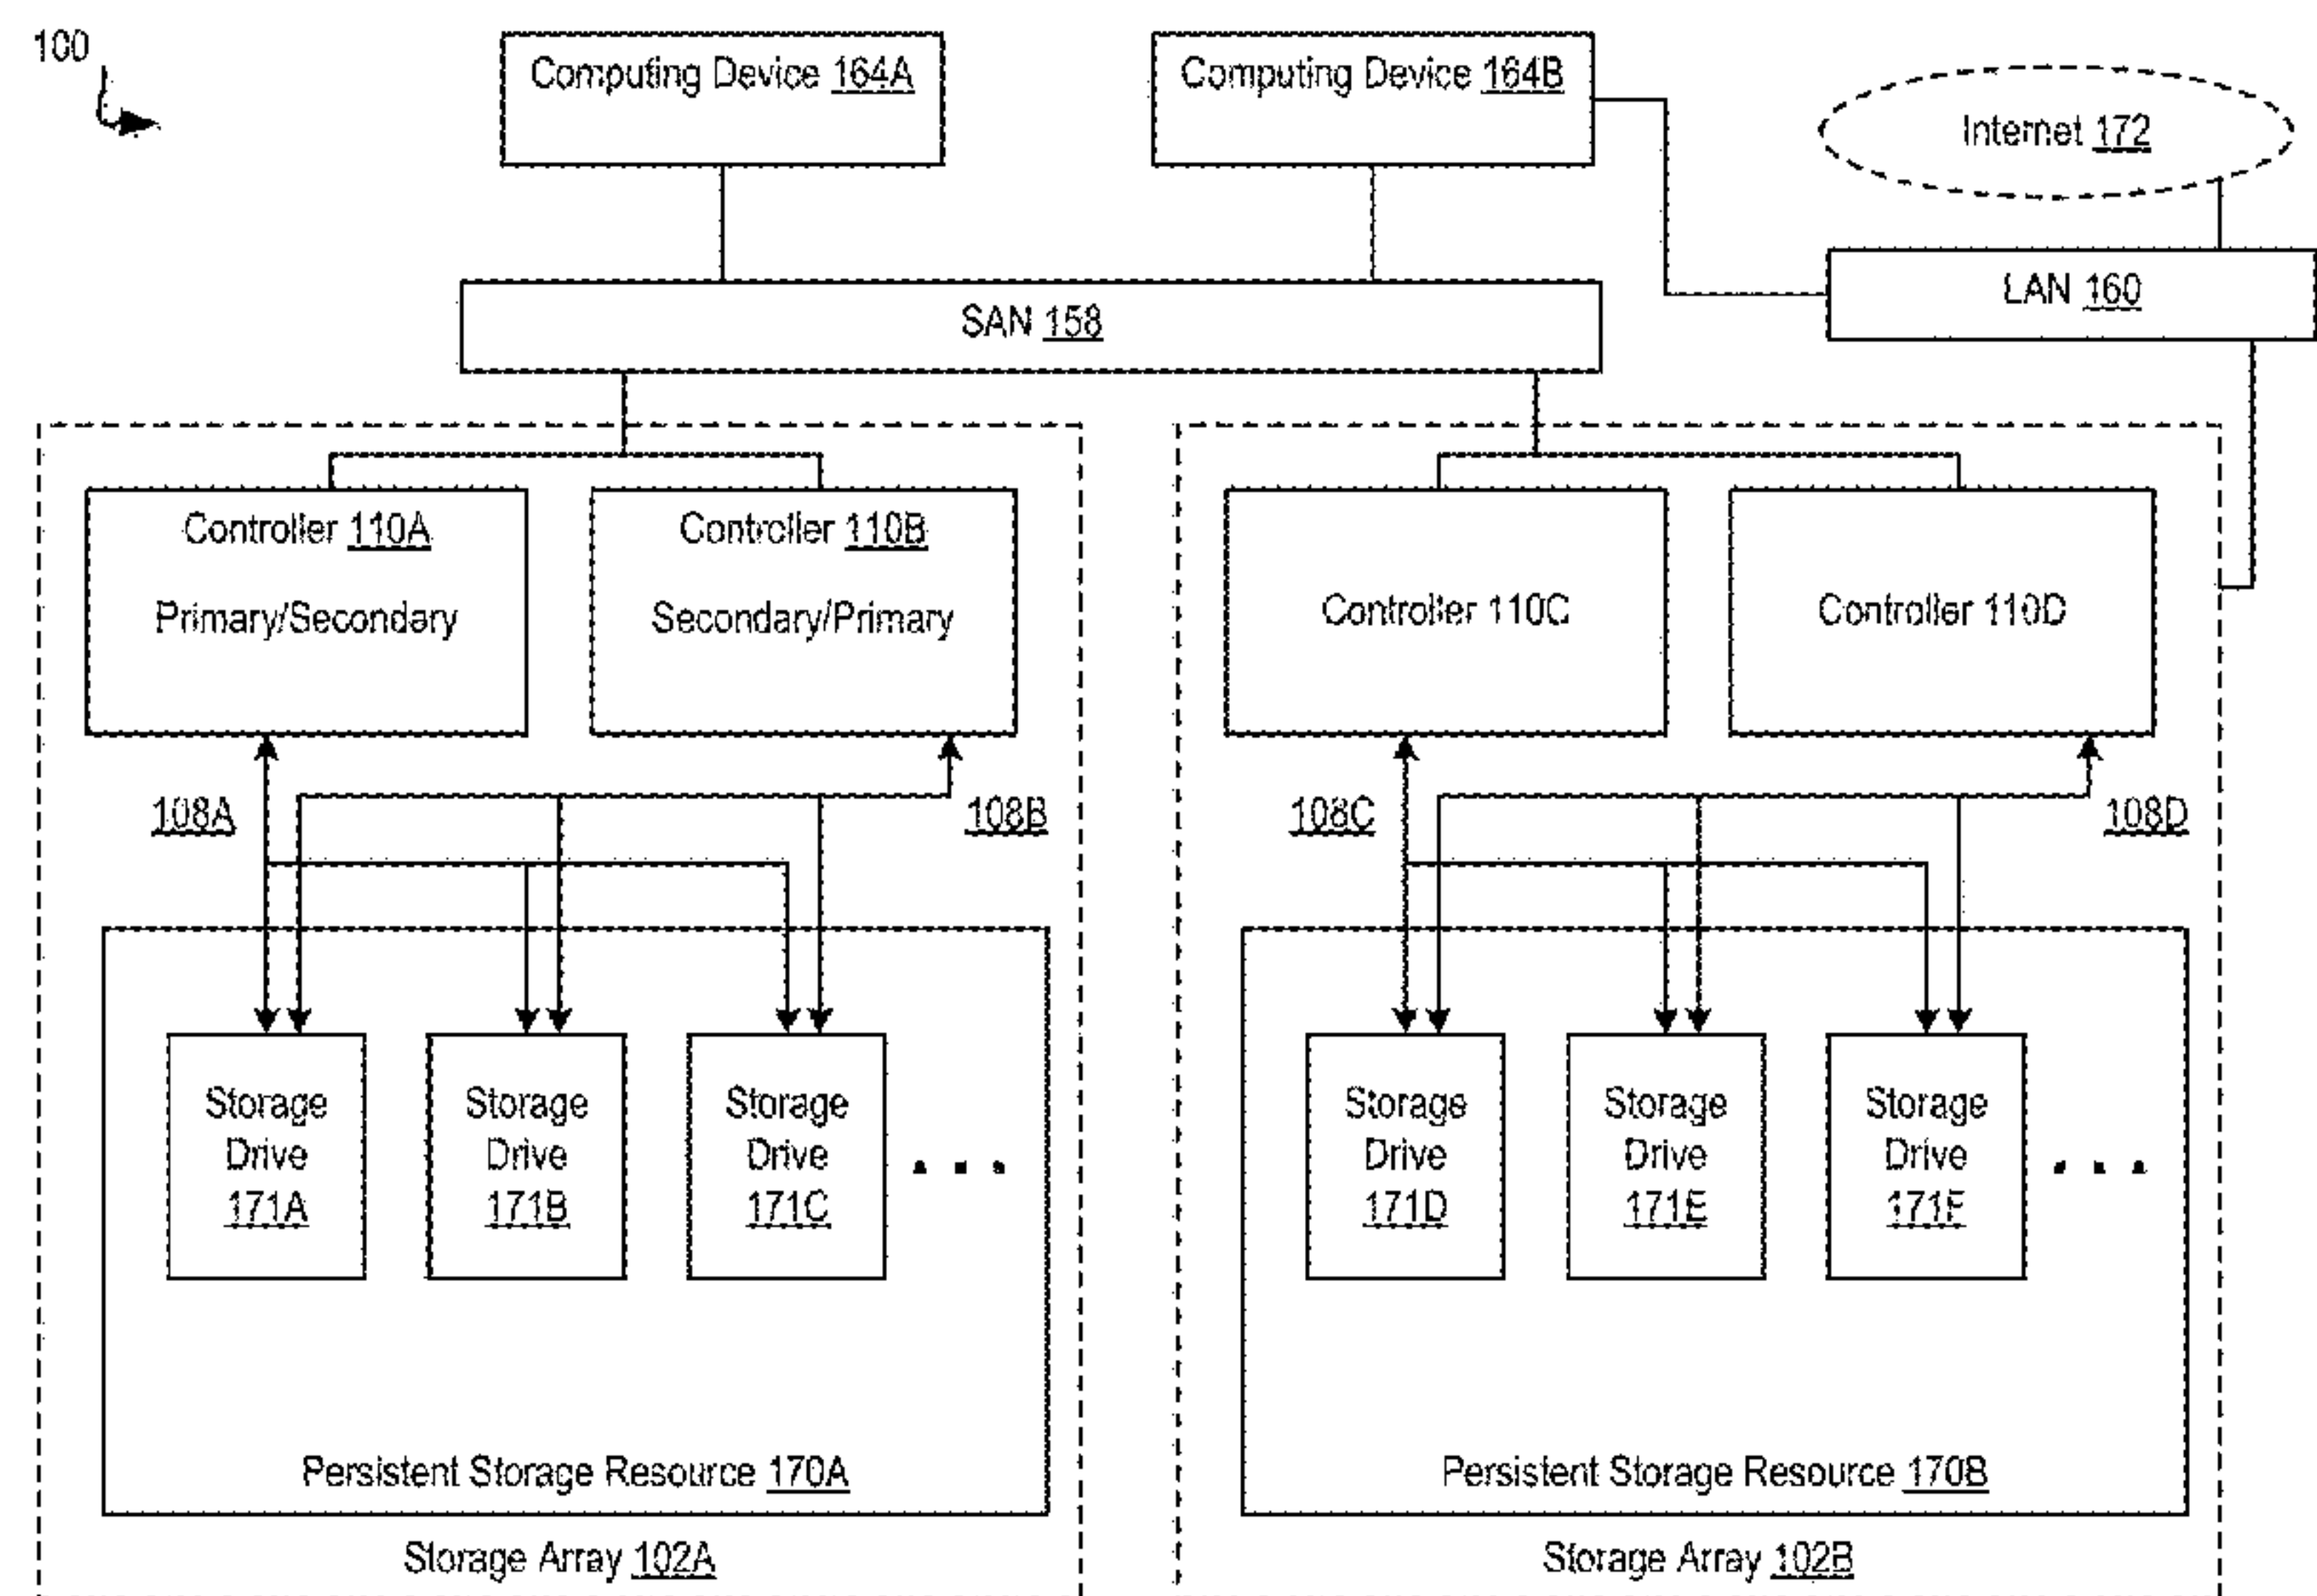 100
Computing Device 164A
Computing Device 164B
Internet 172
LAN 160
SAN 158
Controller 110A
Primary/Secondary
Controller 110B
Secondary/Primary
Controller 110C
Controller 110D
108A
108B
108C
108D
Storage
Drive
171A
Storage
Drive
171B
Storage
Drive
171C
. . .
Storage
Drive
171D
Storage
Drive
171E
Storage
Drive
171F
. . .
Persistent Storage Resource 170A
Persistent Storage Resource 170B
Storage Array 102A
Storage Array 102B